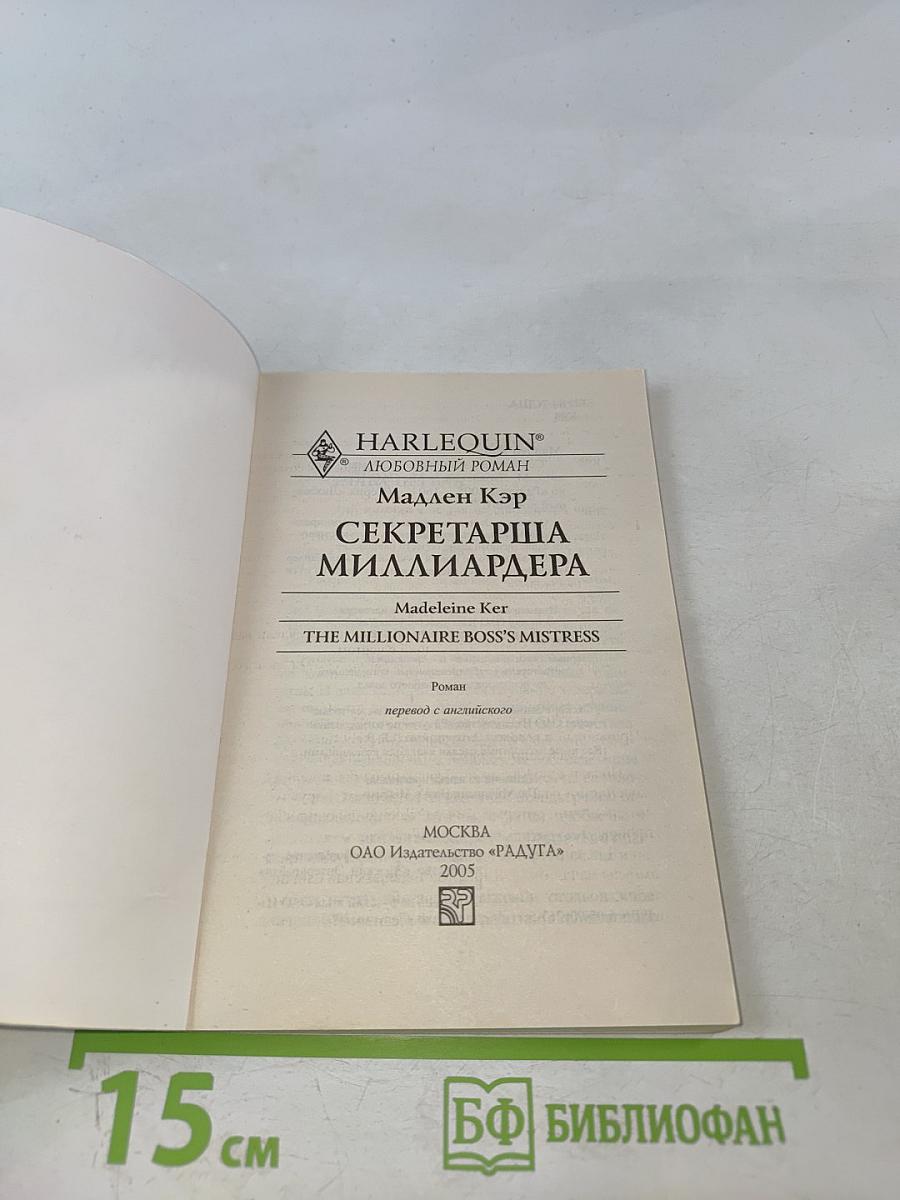 HARLEQUIN®
®
ЛЮБОВНЫЙ РОМАН
Мадлен Кэр
СЕКРЕТАРША
МИЛЛИАРДЕРА
Madeleine Ker
THE MILLIONAIRE BOSS'S MISTRESS
Роман
перевод с английского
МОСКВА
ОАО Издательство «РАДУГА»
2005
15 см
БФ БИБЛИОФАН